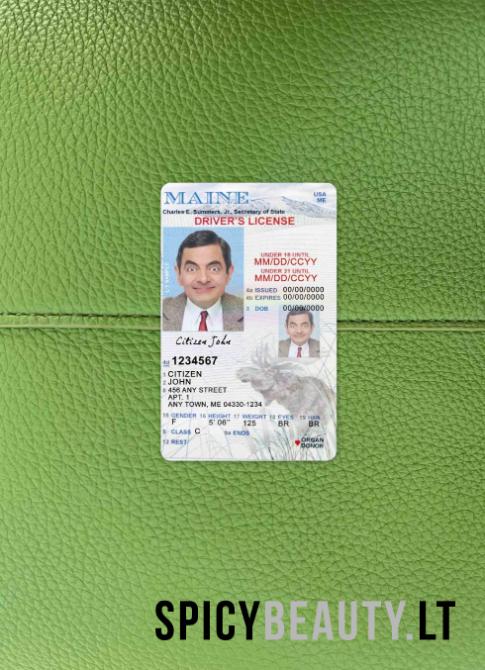 MAINE
USA
ME
Charles E. Summers, Jr., Secretary of State
DRIVER'S LICENSE
UNDER 18 UNTIL
MM/DD/CCYY
UNDER 21 UNTIL
MM/DD/CCYY
4a ISSUED 00/00/0000
4b EXPIRES 00/00/0000
3 DOB 00/00/0000
Citizen John
4d 1234567
1 CITIZEN
2 JOHN
8 456 ANY STREET
APT. 1
ANY TOWN, ME 04330-1234
15 GENDER 16 HEIGHT 17 WEIGHT 18 EYES 19 HAIR
F 5' 06" 125 BR BR
9 CLASS C 9a ENDS
12 REST
ORGAN
DONOR
SPICYBEAUTY.LT